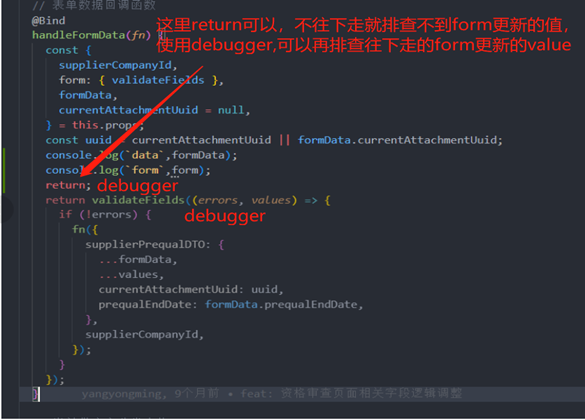 // 表单数据回调函数
@Bind
handleFormData(fn) {
这里return可以，不往下走就排查不到form更新的值，
使用debugger,可以再排查往下走的form更新的value
const {
supplierCompanyId,
form: { validateFields },
formData,
currentAttachmentUuid = null,
} = this.props;
const uuid = currentAttachmentUuid || formData.currentAttachmentUuid;
console.log(`data`,formData);
console.log(`form`,form);
return; debugger
return validateFields((errors, values) => {
if (!errors) { debugger
fn({
supplierPrequalDTO: {
...formData,
...values,
currentAttachmentUuid: uuid,
prequalEndDate: formData.prequalEndDate,
},
supplierCompanyId,
});
}
});
} yangyongming, 9个月前 • feat: 资格审查页面相关字段逻辑调整